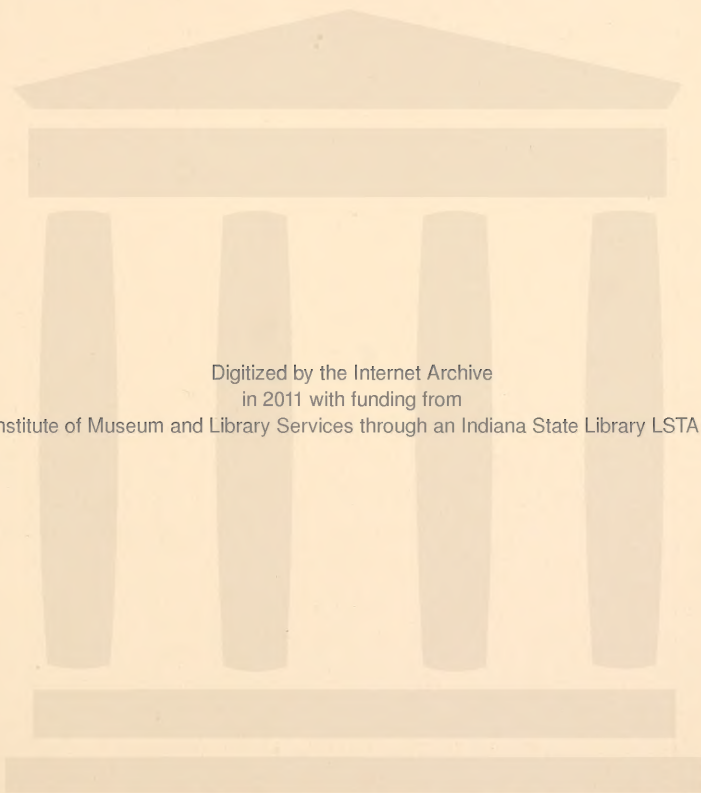 Digitized by the Internet Archive
in 2011 with funding from
nstitute of Museum and Library Services through an Indiana State Library LSTA